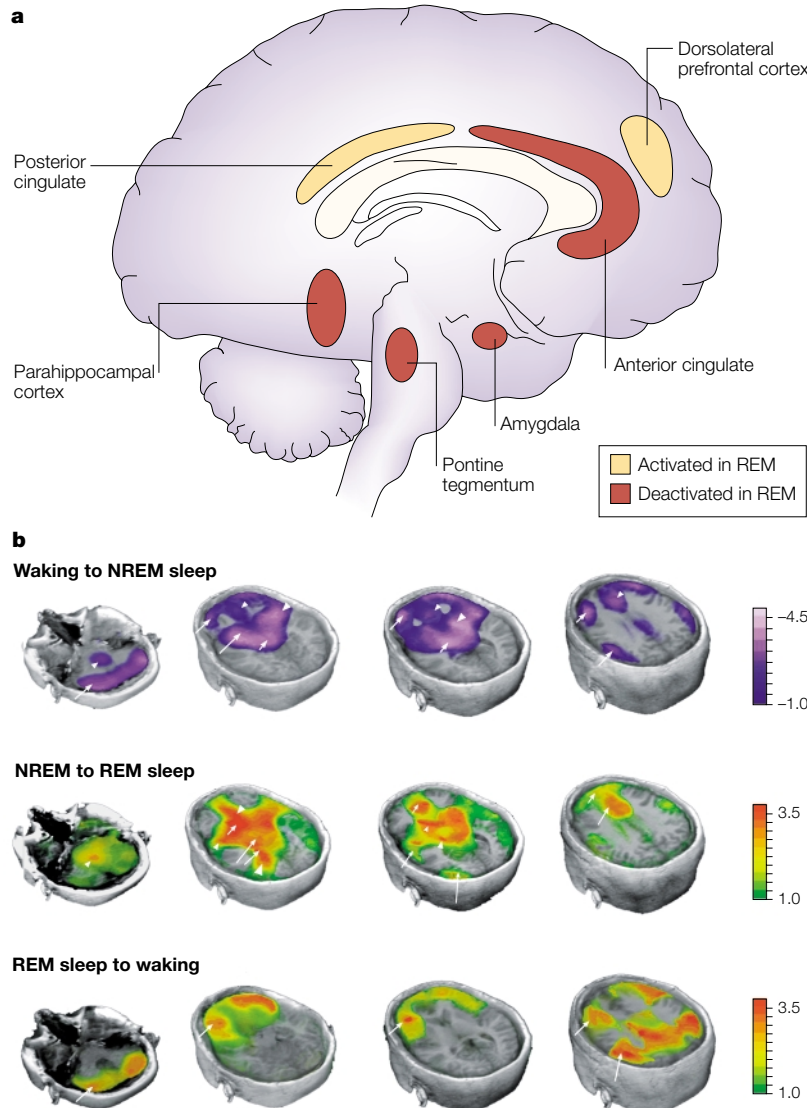 a
Dorsolateral
prefrontal cortex
Posterior
cingulate
Parahippocampal
cortex
Anterior cingulate
Amygdala
Pontine
tegmentum
Activated in REM
Deactivated in REM
b
Waking to NREM sleep
–4.5
–1.0
NREM to REM sleep
3.5
1.0
REM sleep to waking
3.5
1.0